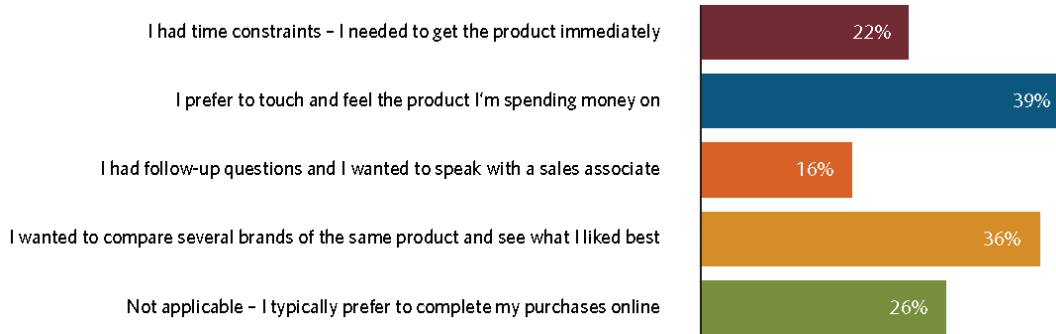 I had time constraints – I needed to get the product immediately
22%
I prefer to touch and feel the product I'm spending money on
39%
I had follow-up questions and I wanted to speak with a sales associate
16%
I wanted to compare several brands of the same product and see what I liked best
36%
Not applicable – I typically prefer to complete my purchases online
26%